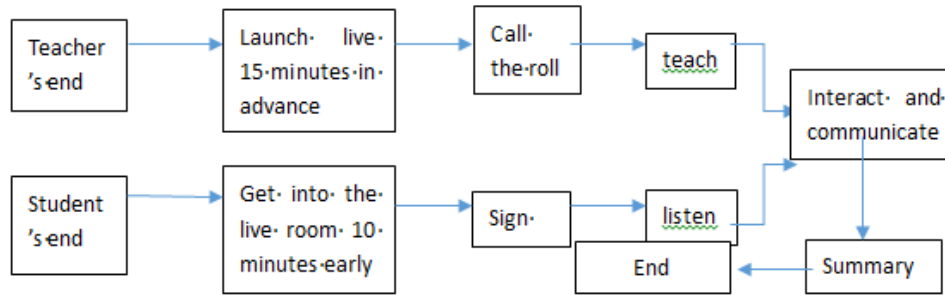 Teacher
's end
Launch live
15 minutes in
advance
Call
the roll
teach
Interact and
communicate
Student
's end
Get into the
live room 10
minutes early
Sign
listen
End
Summary